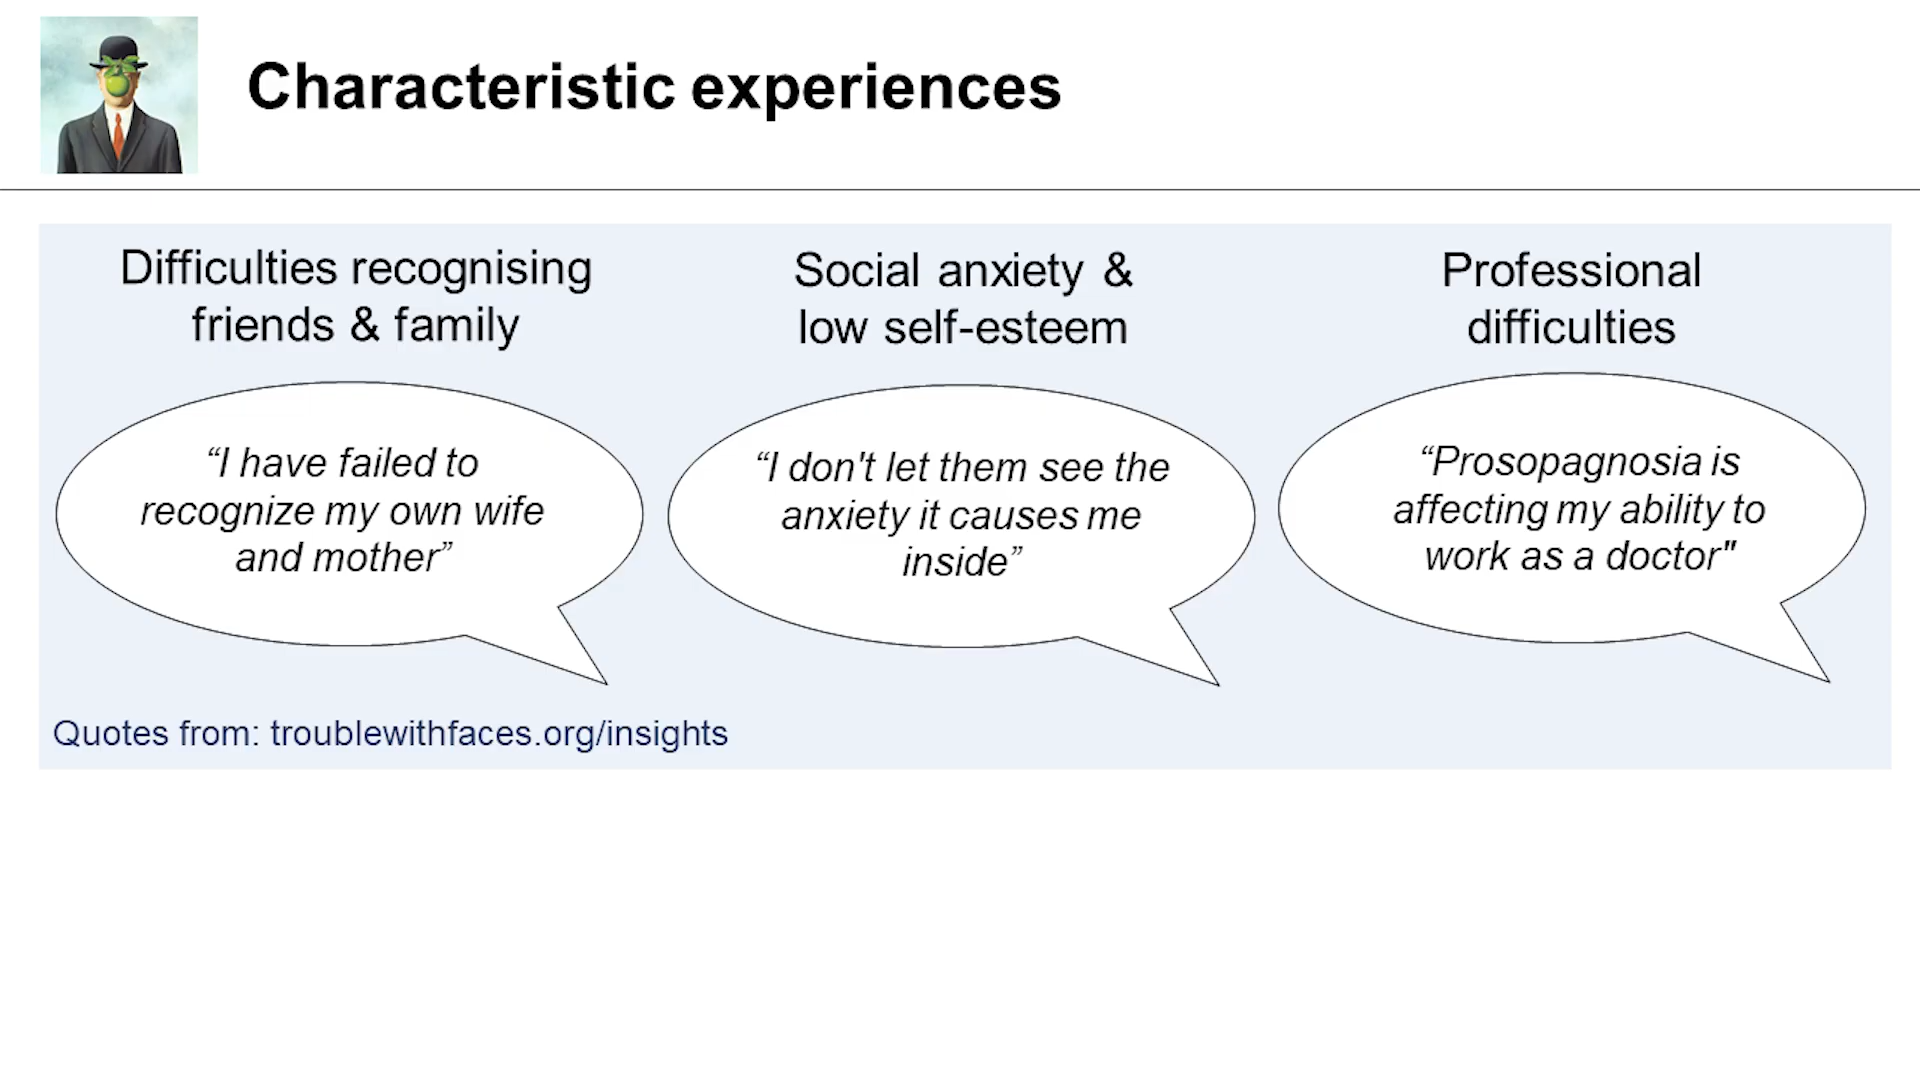 Characteristic experiences
Difficulties recognising
friends & family
“I have failed to
recognize my own wife
and mother”
Social anxiety &
low self-esteem
“I don't let them see the
anxiety it causes me
inside”
Professional
difficulties
“Prosopagnosia is
affecting my ability to
work as a doctor"
Quotes from: troublewithfaces.org/insights